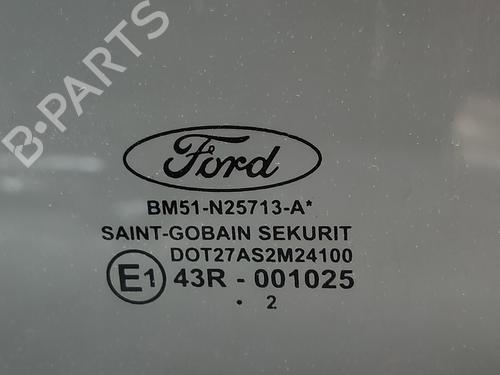 B-PARTS
Ford
BM51-N25713-A*
SAINT-GOBAIN SEKURIT
DOT27AS2M24100
E1 43R - 001025
. 2